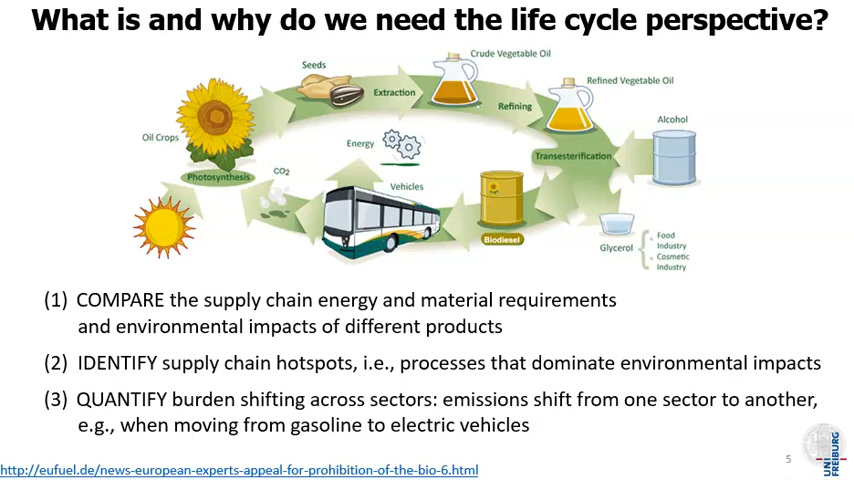 What is and why do we need the life cycle perspective?
Seeds
Crude Vegetable Oil
Extraction
Refined Vegetable Oil
Refining
Alcohol
Oil Crops
Energy
Transesterification
CO2
Photosynthesis
Vehicles
Biodiesel
Glycerol
Food
Industry
Cosmetic
Industry
(1) COMPARE the supply chain energy and material requirements
and environmental impacts of different products
(2) IDENTIFY supply chain hotspots, i.e., processes that dominate environmental impacts
(3) QUANTIFY burden shifting across sectors: emissions shift from one sector to another,
e.g., when moving from gasoline to electric vehicles
http://eufuel.de/news-european-experts-appeal-for-prohibition-of-the-bio-6.html
5
UNI
FREIBURG